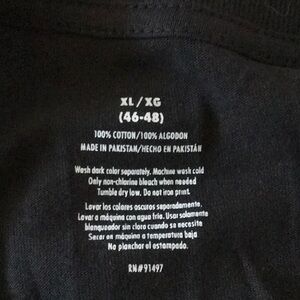 XL/XG
(46-48)
100% COTTON/100% ALGODON
MADE IN PAKISTAN/HECHO EN PAKISTÁN
Wash dark color separately. Machine wash cold
Only non-chlorine bleach when needed
Tumble dry low. Do not iron print.
Lavar los colores oscuros separadamente.
Lavar a máquina con agua fria. Usar solamente
blanqueador sin cloro cuando se necesite
Secar en máquina a temperatura baja
No planchar el estampado.
RN#91497